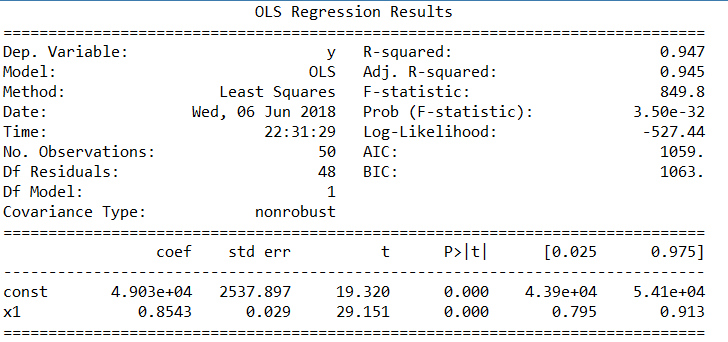 OLS Regression Results
==============================================================================
Dep. Variable:                      y   R-squared:                       0.947
Model:                            OLS   Adj. R-squared:                  0.945
Method:                 Least Squares   F-statistic:                     849.8
Date:                Wed, 06 Jun 2018   Prob (F-statistic):           3.50e-32
Time:                        22:31:29   Log-Likelihood:                -527.44
No. Observations:                  50   AIC:                             1059.
Df Residuals:                      48   BIC:                             1063.
Df Model:                           1
Covariance Type:            nonrobust
==============================================================================
                 coef    std err          t      P>|t|      [0.025      0.975]
------------------------------------------------------------------------------
const       4.903e+04   2537.897     19.320      0.000    4.39e+04    5.41e+04
x1             0.8543      0.029     29.151      0.000       0.795       0.913
==============================================================================